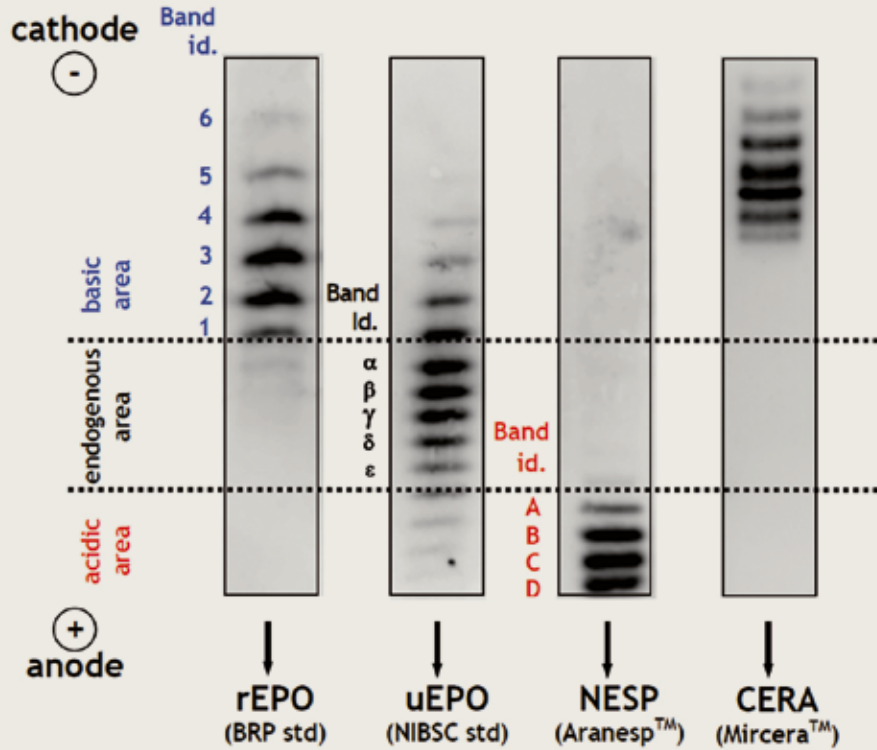 cathode
-
Band
id.
6
5
4
3
2
1
basic
area
Band
Id.
α
β
γ
δ
ε
endogenous
area
Band
id.
A
B
C
D
acidic
area
+
anode
rEPO
(BRP std)
uEPO
(NIBSC std)
NESP
(Aranesp™)
CERA
(Mircera™)